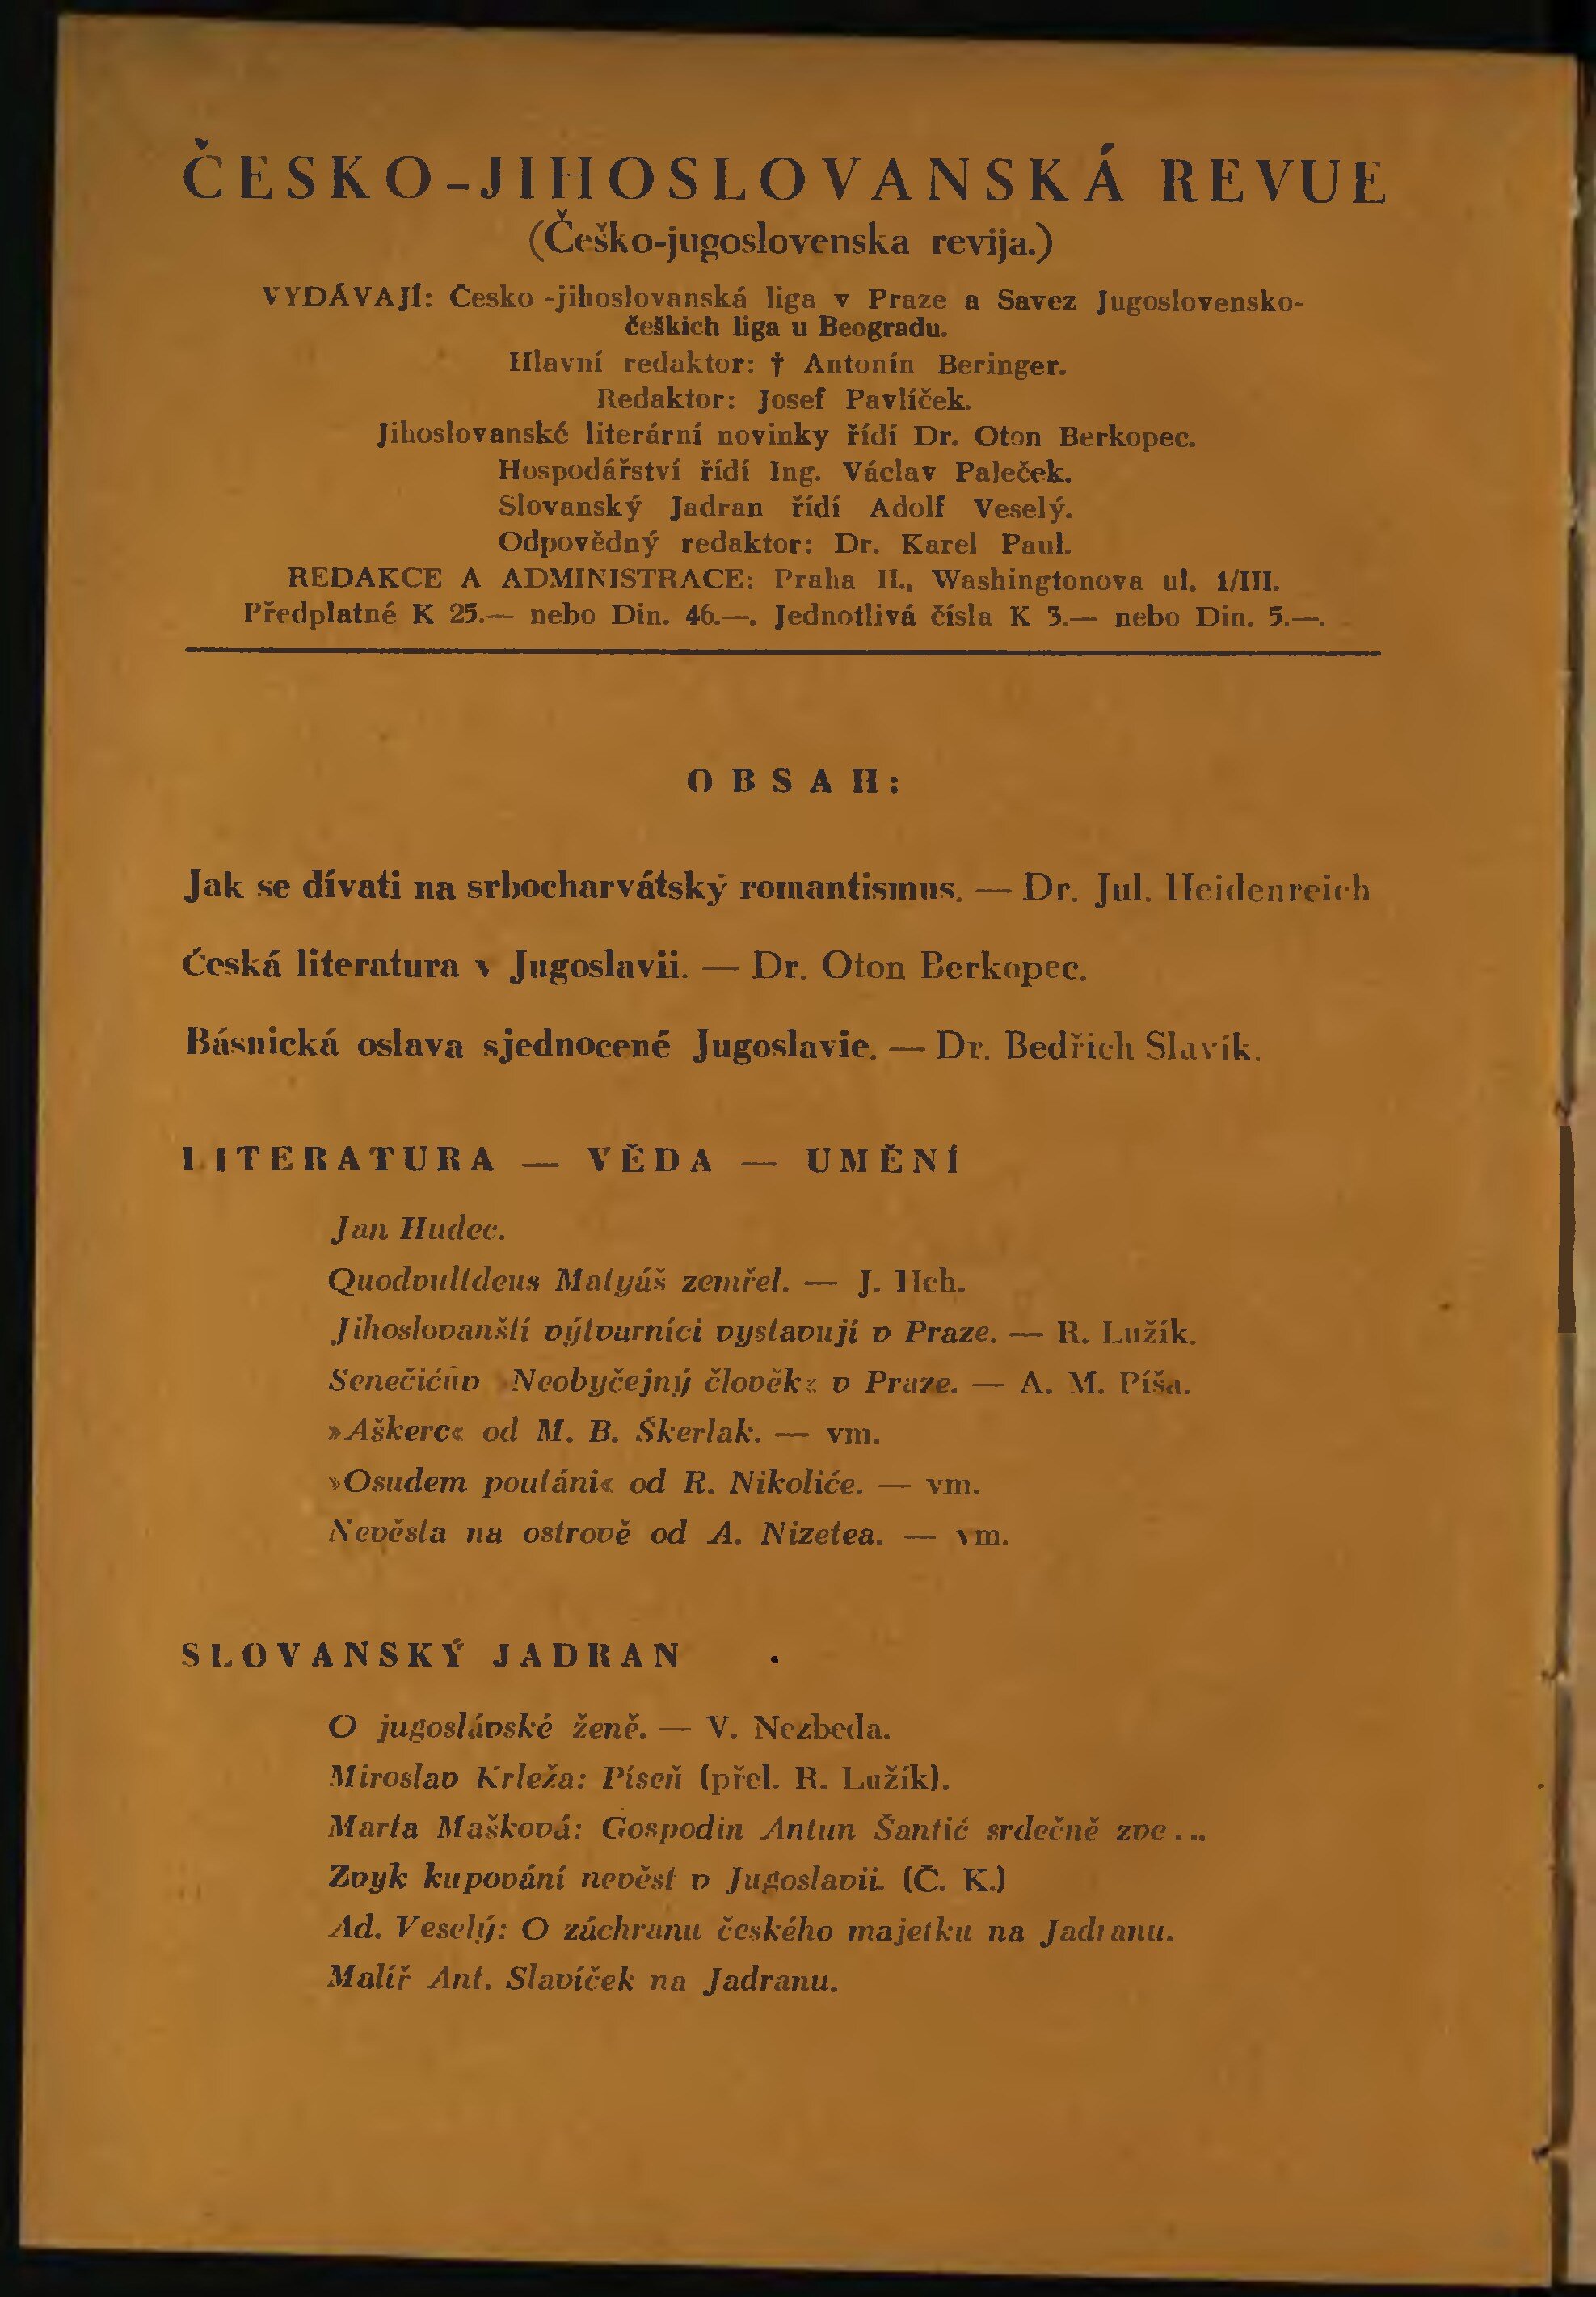 ČESKO-JIHOSLOVANSKÁ REVUE
(Češko-jugoslovenska revija.)
VYDÁVAJÍ: Česko-jihoslovanská liga v Praze a Savez Jugoslovensko-
češkich liga u Beogradu.
Hlavní redaktor: † Antonín Beringer.
Redaktor: Josef Pavlíček.
Jihoslovanské literární novinky řídí Dr. Oton Berkopec.
Hospodářství řídí Ing. Václav Paleček.
Slovanský Jadran řídí Adolf Veselý.
Odpovědný redaktor: Dr. Karel Paul.
REDAKCE A ADMINISTRACE: Praha II., Washingtonova ul. 1/III.
Předplatné K 25.— nebo Din. 46.—. Jednotlivá čísla K 3.— nebo Din. 5.—.
OBSAH:
Jak se dívati na srbocharvátský romantismus. — Dr. Jul. Heidenreich
Česká literatura v Jugoslavii. — Dr. Oton Berkopec.
Básnická oslava sjednocené Jugoslavie. — Dr. Bedřich Slavík.
LITERATURA — VĚDA — UMĚNÍ
Jan Hudec.
Quodvultdeus Matyáš zemřel. — J. Hch.
Jihoslovanští výtvarníci vystavují v Praze. — R. Lužík.
Senečićův »Neobyčejný člověk« v Praze. — A. M. Píša.
»Aškerc« od M. B. Škerlak. — vm.
»Osudem poutáni« od R. Nikoliće. — vm.
Nevěsta na ostrově od A. Nizetea. — vm.
SLOVANSKÝ JADRAN
O jugoslávské ženě. — V. Nezbeda.
Miroslav Krleža: Píseň (přel. R. Lužík).
Marta Mašková: Gospodin Antun Šantić srdečně zve...
Zvyk kupování nevěst v Jugoslavii. (Č. K.)
Ad. Veselý: O záchranu českého majetku na Jadranu.
Malíř Ant. Slavíček na Jadranu.